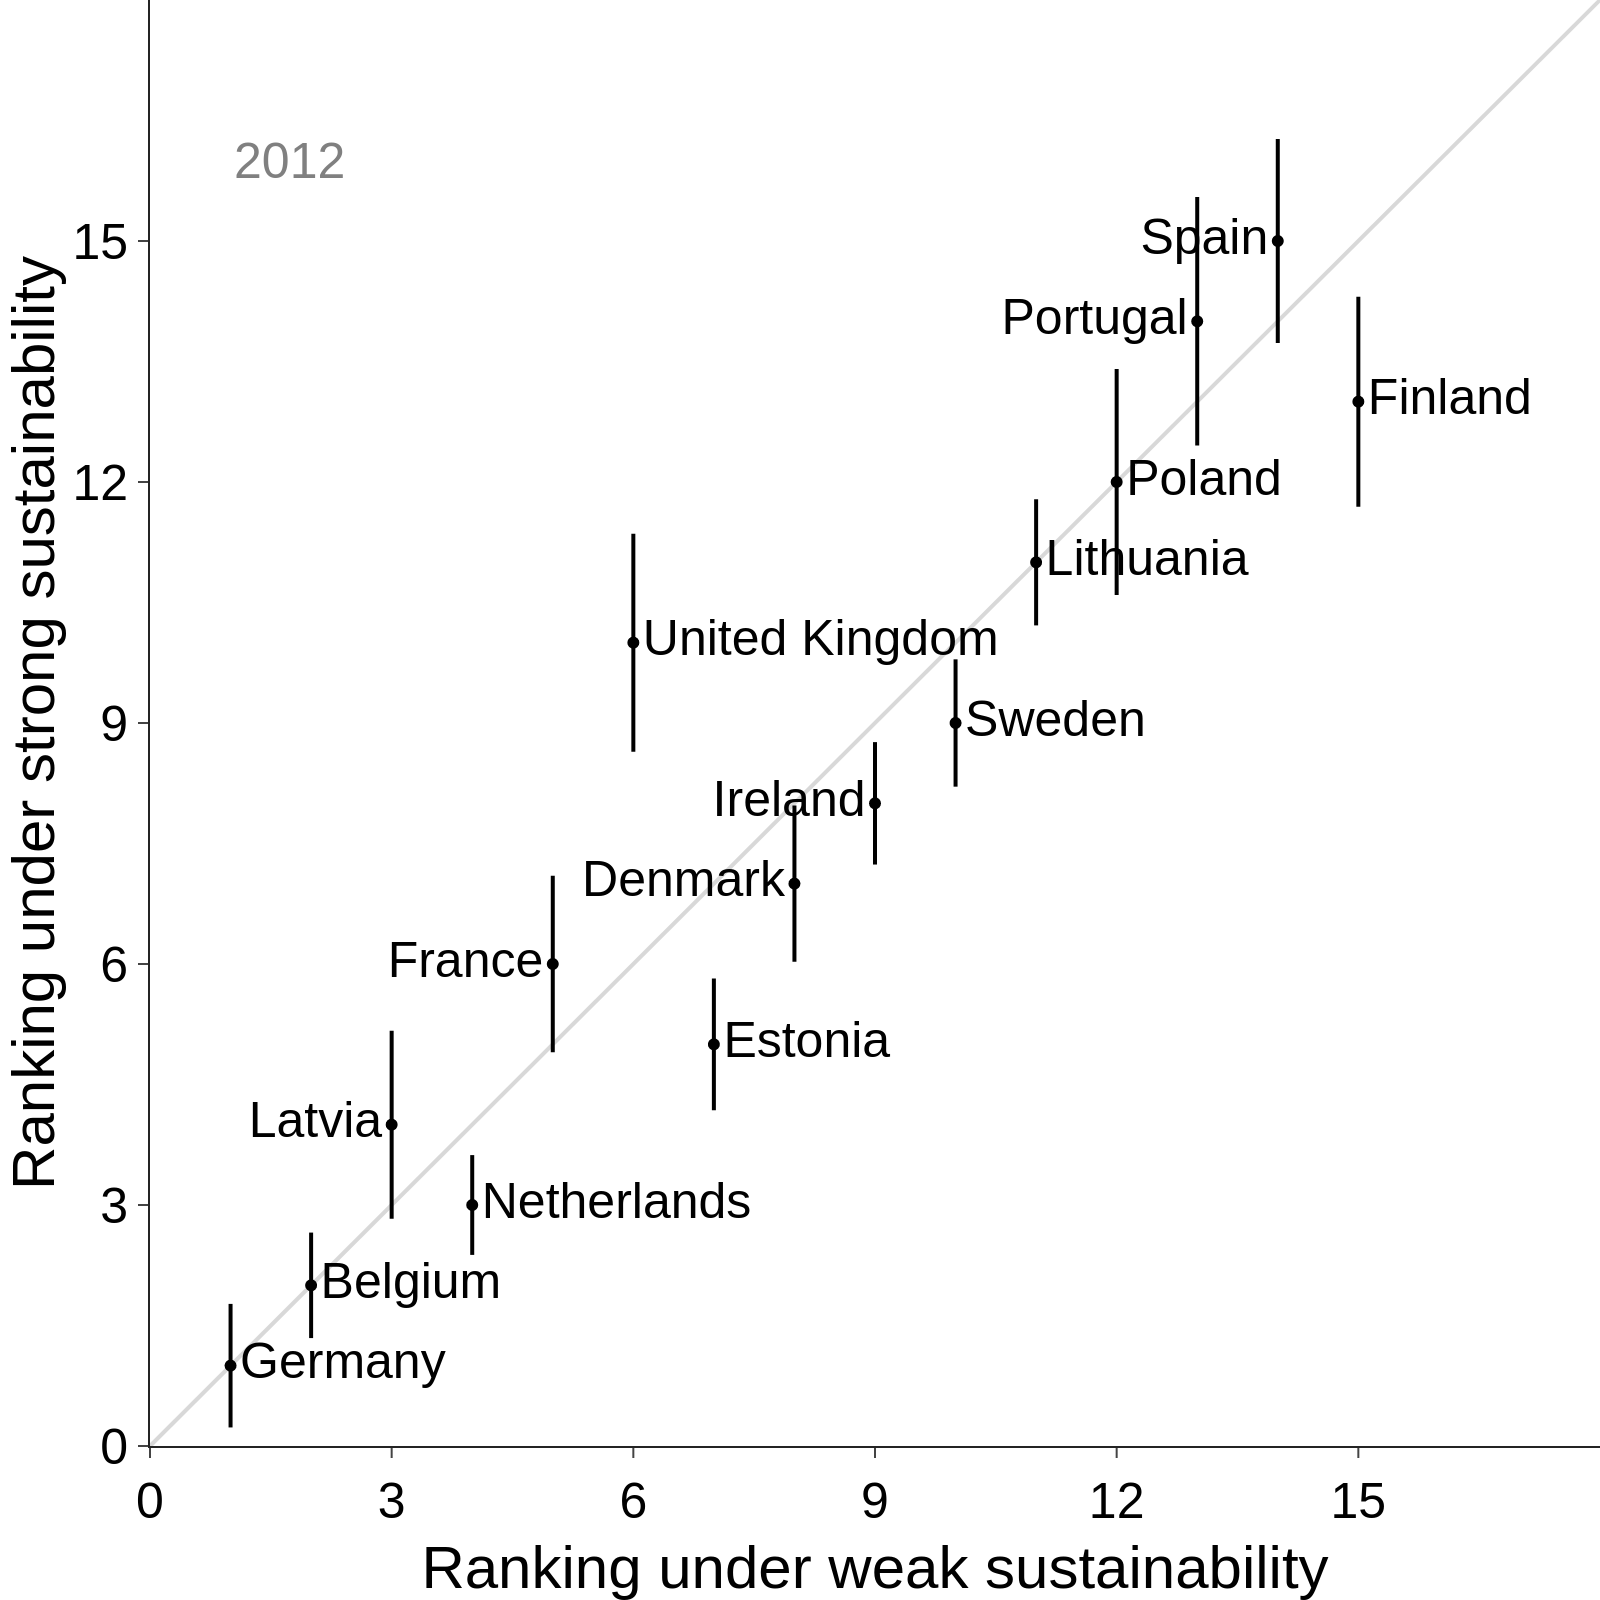 2012
15
12
9
6
3
0
Ranking under strong sustainability
Spain
Portugal
Finland
Poland
Lithuania
United Kingdom
Sweden
Ireland
Denmark
France
Estonia
Latvia
Netherlands
Belgium
Germany
0 3 6 9 12 15
Ranking under weak sustainability